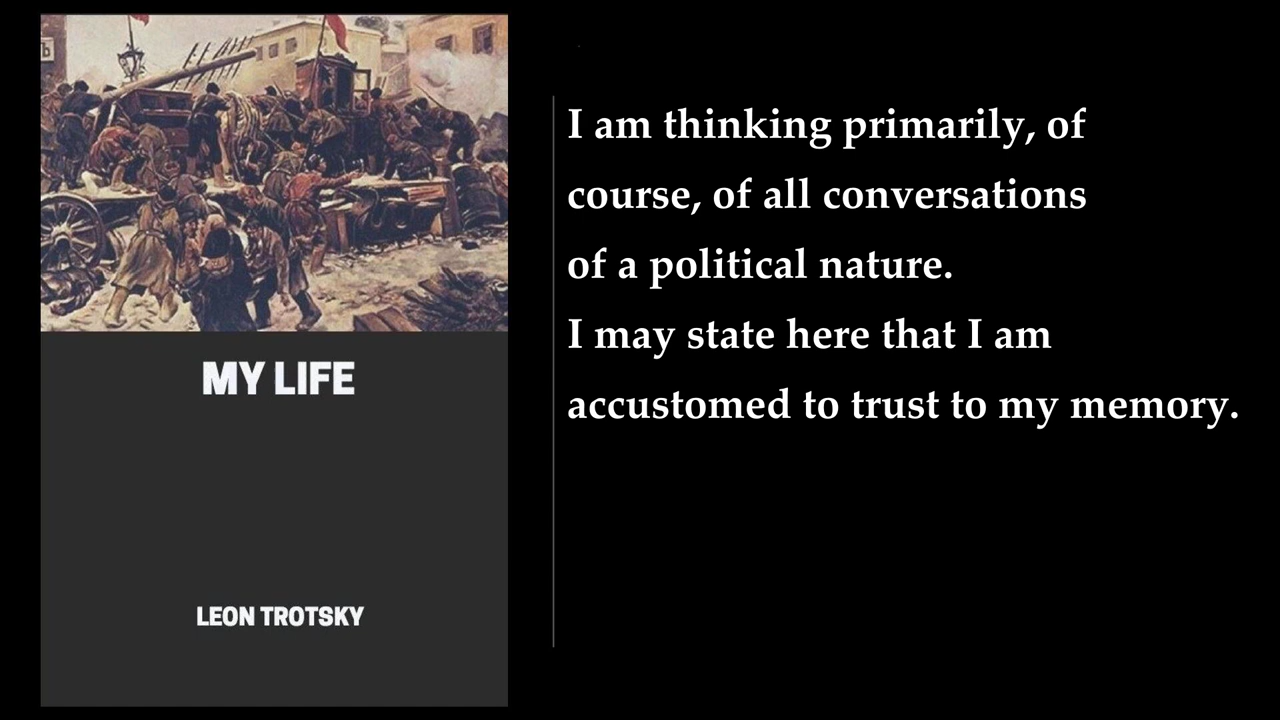 MY LIFE
LEON TROTSKY
I am thinking primarily, of
course, of all conversations
of a political nature.
I may state here that I am
accustomed to trust to my memory.